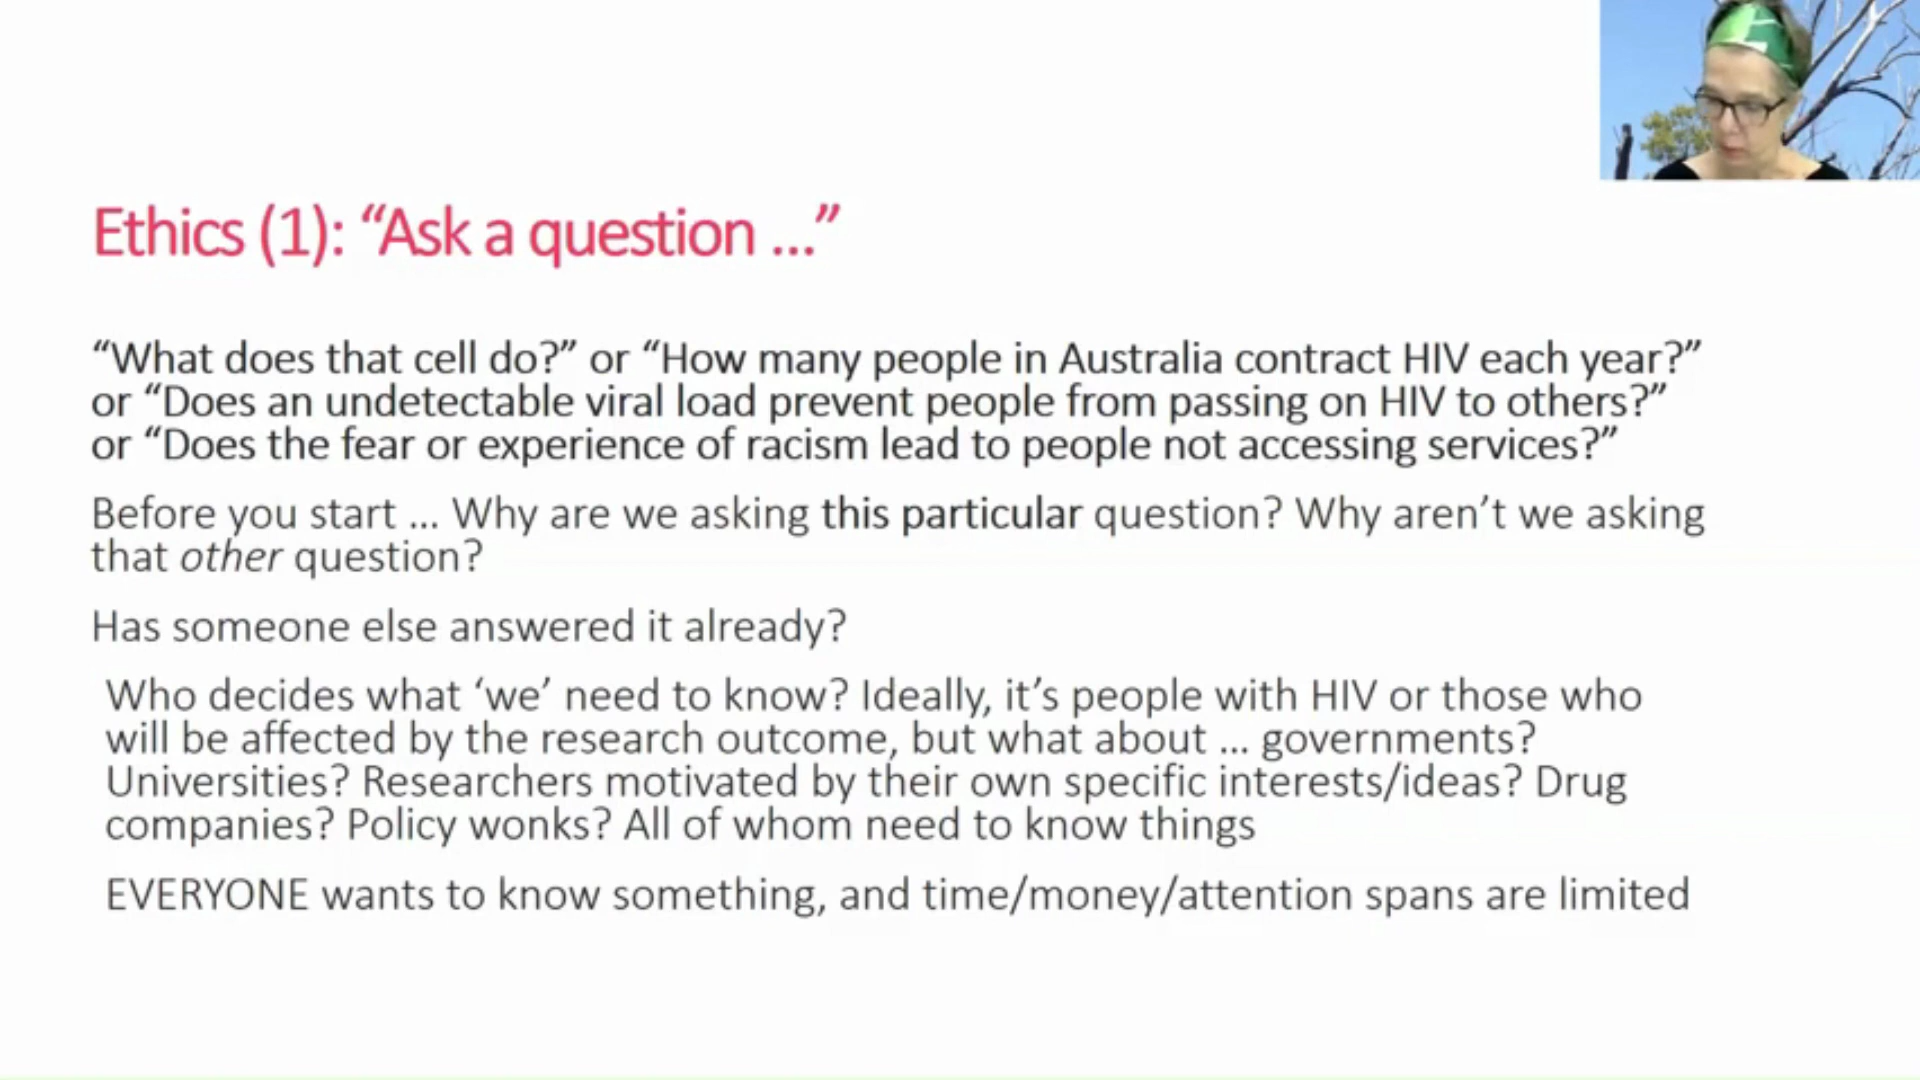 Ethics (1): “Ask a question ...”
“What does that cell do?” or “How many people in Australia contract HIV each year?”
or “Does an undetectable viral load prevent people from passing on HIV to others?”
or “Does the fear or experience of racism lead to people not accessing services?”
Before you start ... Why are we asking this particular question? Why aren’t we asking
that other question?
Has someone else answered it already?
Who decides what ‘we’ need to know? Ideally, it’s people with HIV or those who
will be affected by the research outcome, but what about ... governments?
Universities? Researchers motivated by their own specific interests/ideas? Drug
companies? Policy wonks? All of whom need to know things
EVERYONE wants to know something, and time/money/attention spans are limited